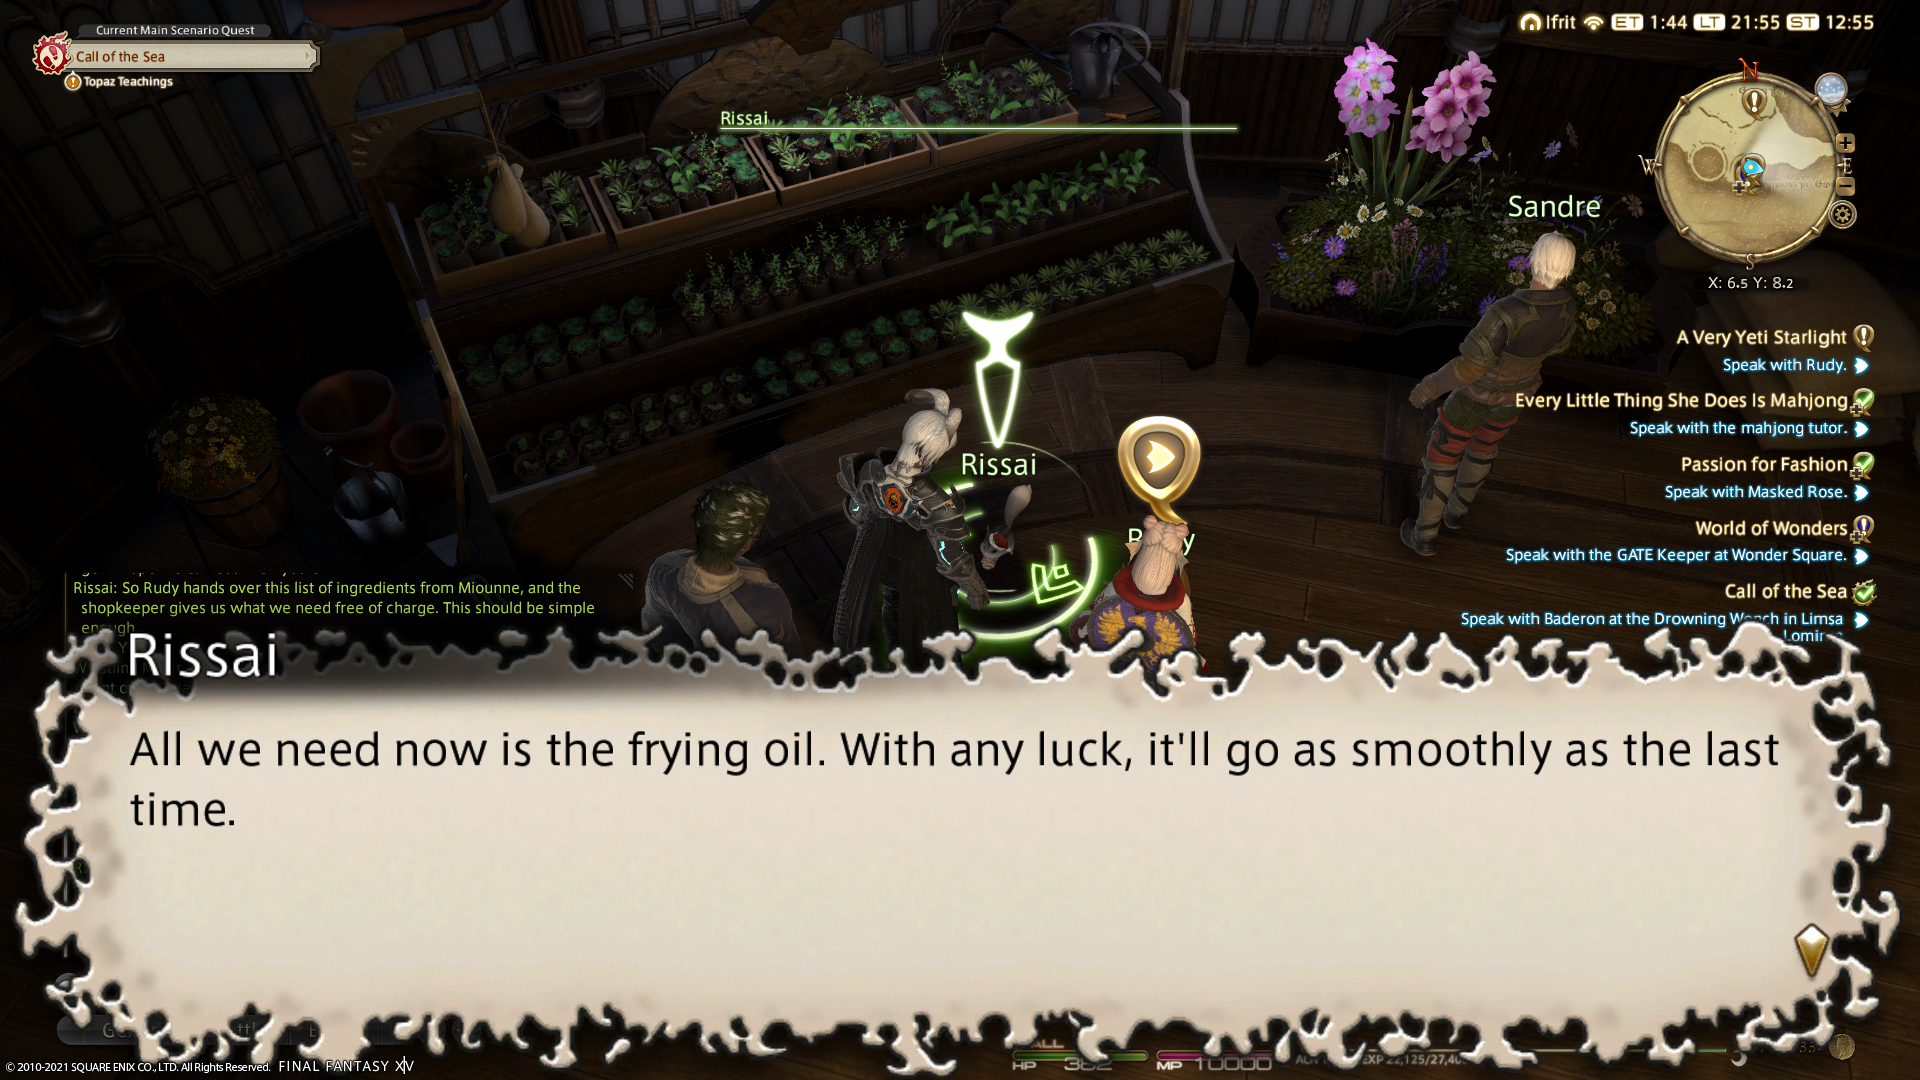 Current Main Scenario Quest
Call of the Sea
Topaz Teachings
Ifrit ET 1:44 LT 21:55 ST 12:55
N
W
E
S
X: 6.5 Y: 8.2
Rissai
Sandre
Rissai
A Very Yeti Starlight
Speak with Rudy.
Every Little Thing She Does Is Mahjong
Speak with the mahjong tutor.
Passion for Fashion
Speak with Masked Rose.
World of Wonders
Speak with the GATE Keeper at Wonder Square.
Call of the Sea
Speak with Baderon at the Drowning Wench in Limsa
Rissai: So Rudy hands over this list of ingredients from Miounne, and the
shopkeeper gives us what we need free of charge. This should be simple
enough
Rissai
All we need now is the frying oil. With any luck, it'll go as smoothly as the last
time.
HP 382 MP 10000 EXP 22,125/27,4
© 2010-2021 SQUARE ENIX CO., LTD. All Rights Reserved. FINAL FANTASY XIV